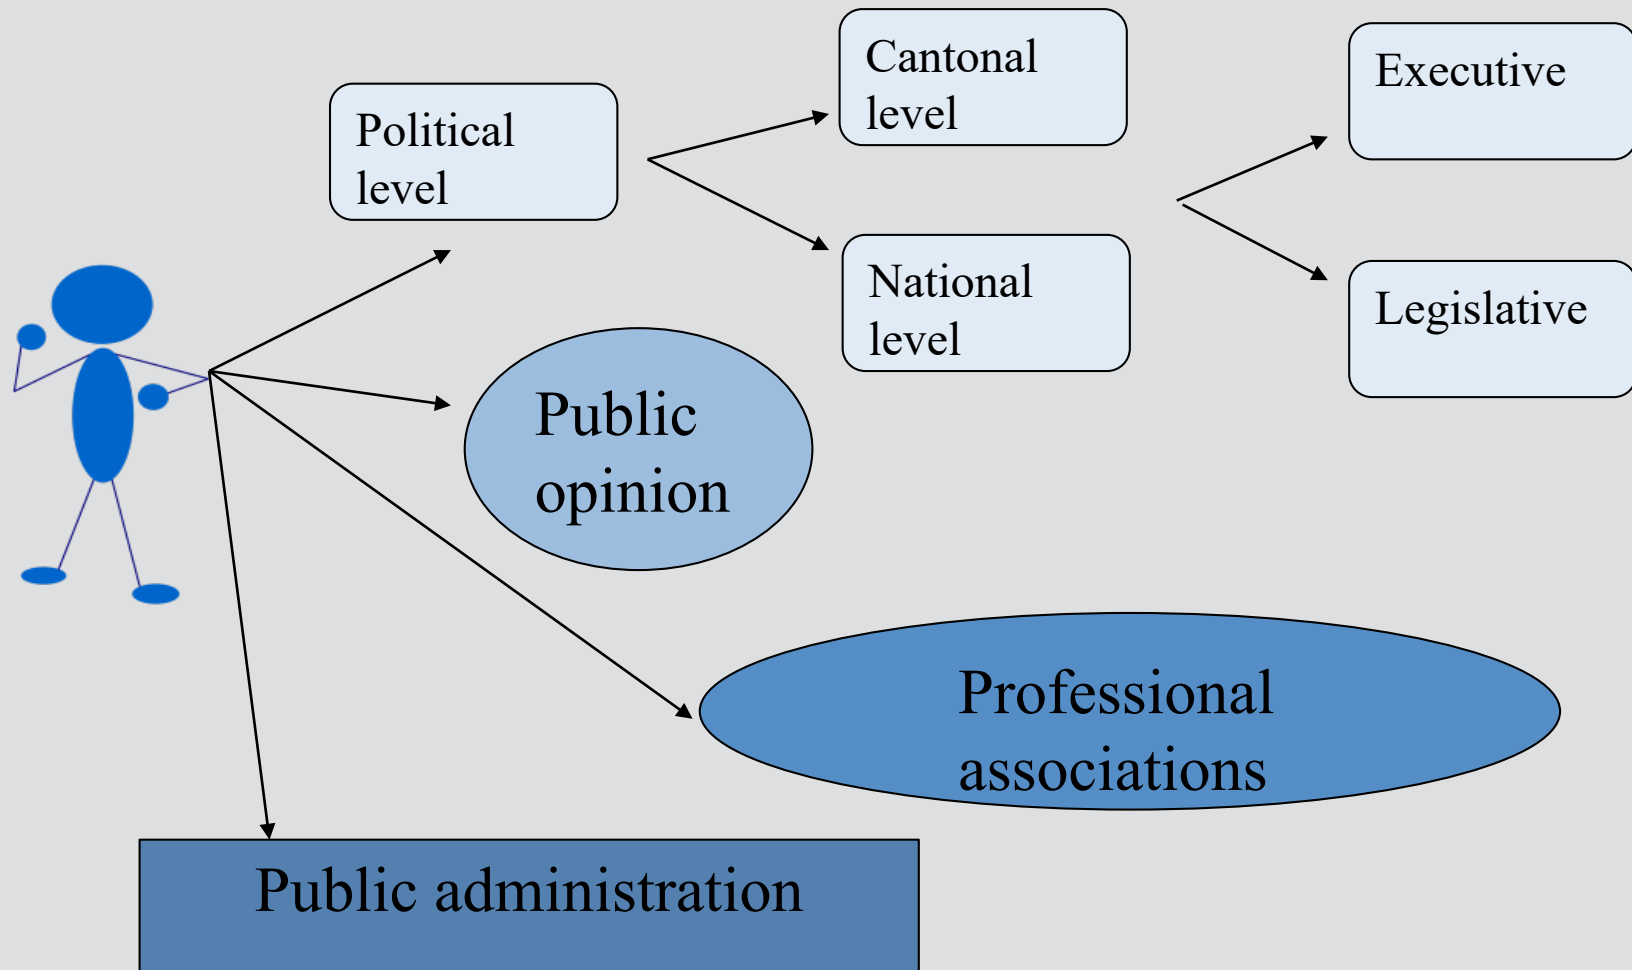 Political
level
Cantonal
level
National
level
Executive
Legislative
Public
opinion
Professional
associations
Public administration